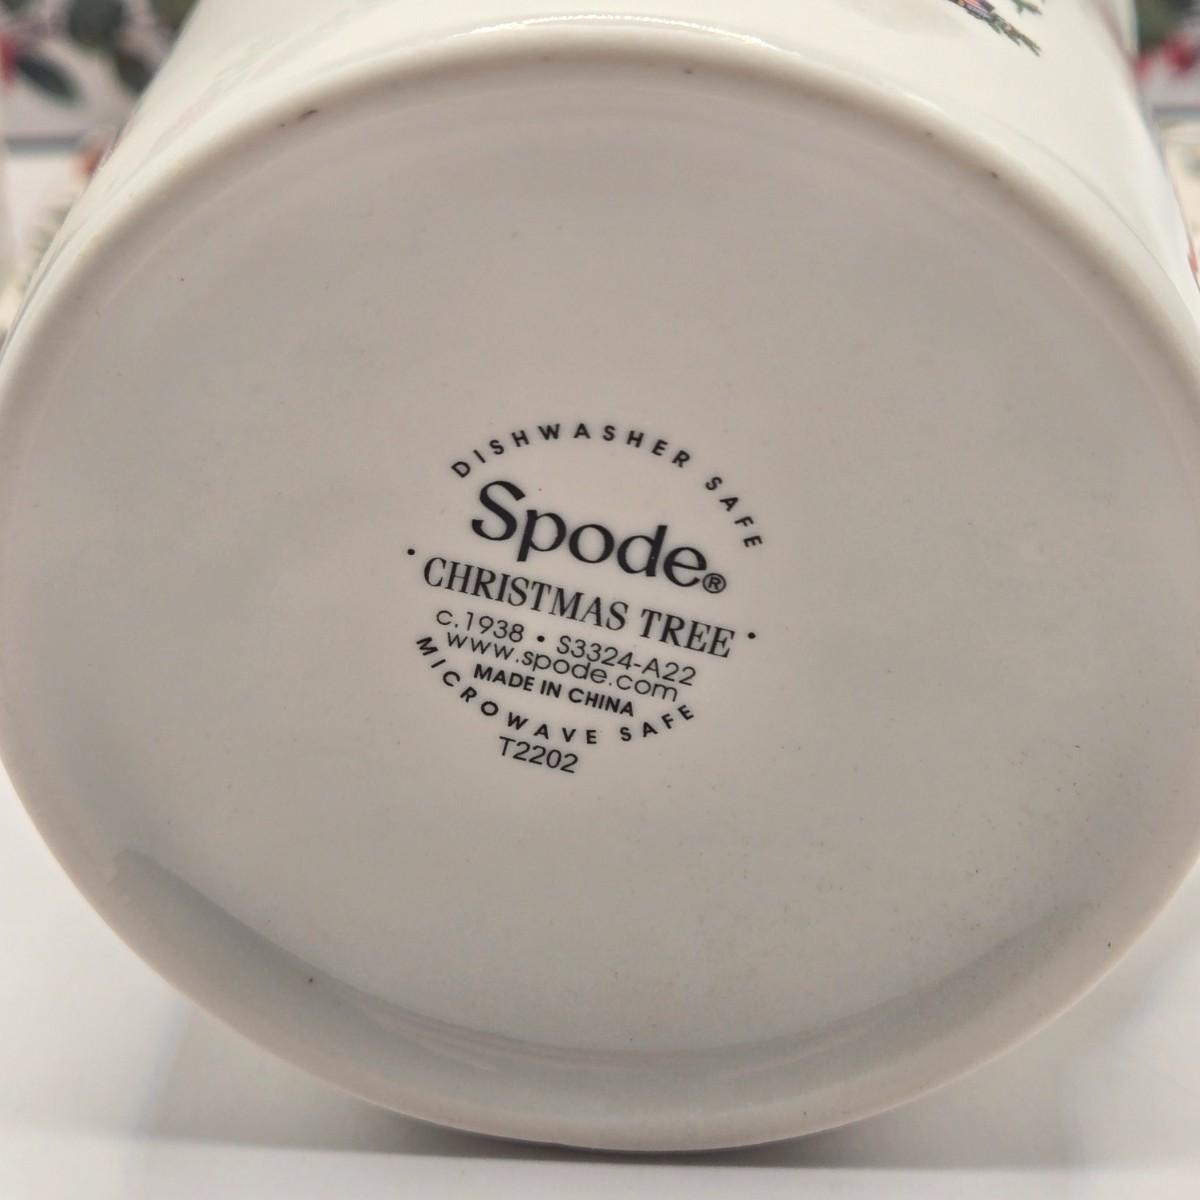 DISHWASHER SAFE
Spode®
· CHRISTMAS TREE ·
c.1938 • S3324-A22
www.spode.com
MADE IN CHINA
MICROWAVE SAFE
T2202